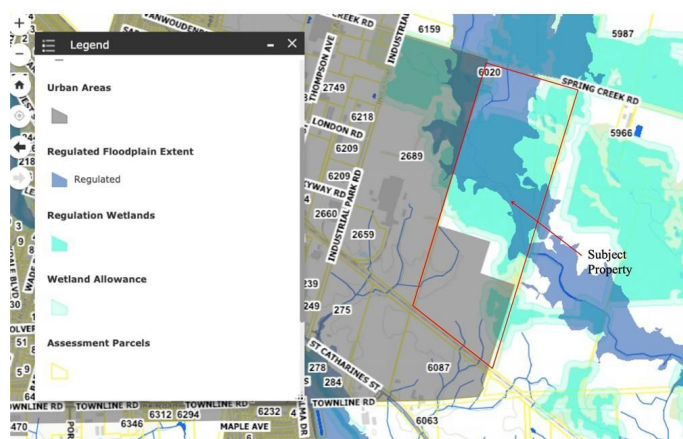 Legend
Urban Areas
Regulated Floodplain Extent
Regulated
Regulation Wetlands
Wetland Allowance
Assessment Parcels
CREEK RD
6159
5987
6020
SPRING CREEK RD
THOMPSON AVE
INDUSTRIAL
2749
6218
LONDON RD
6209
5966
2689
6209
2660
INDUSTRIAL PARK RD
2659
Subject
Property
239
249
275
ST CATHARINES ST
278
284
6087
TOWNLINE RD
TOWNLINE RD
TOWNLINE RD
6312
6294
6232
6063
6346
MAPLE AVE
470
218